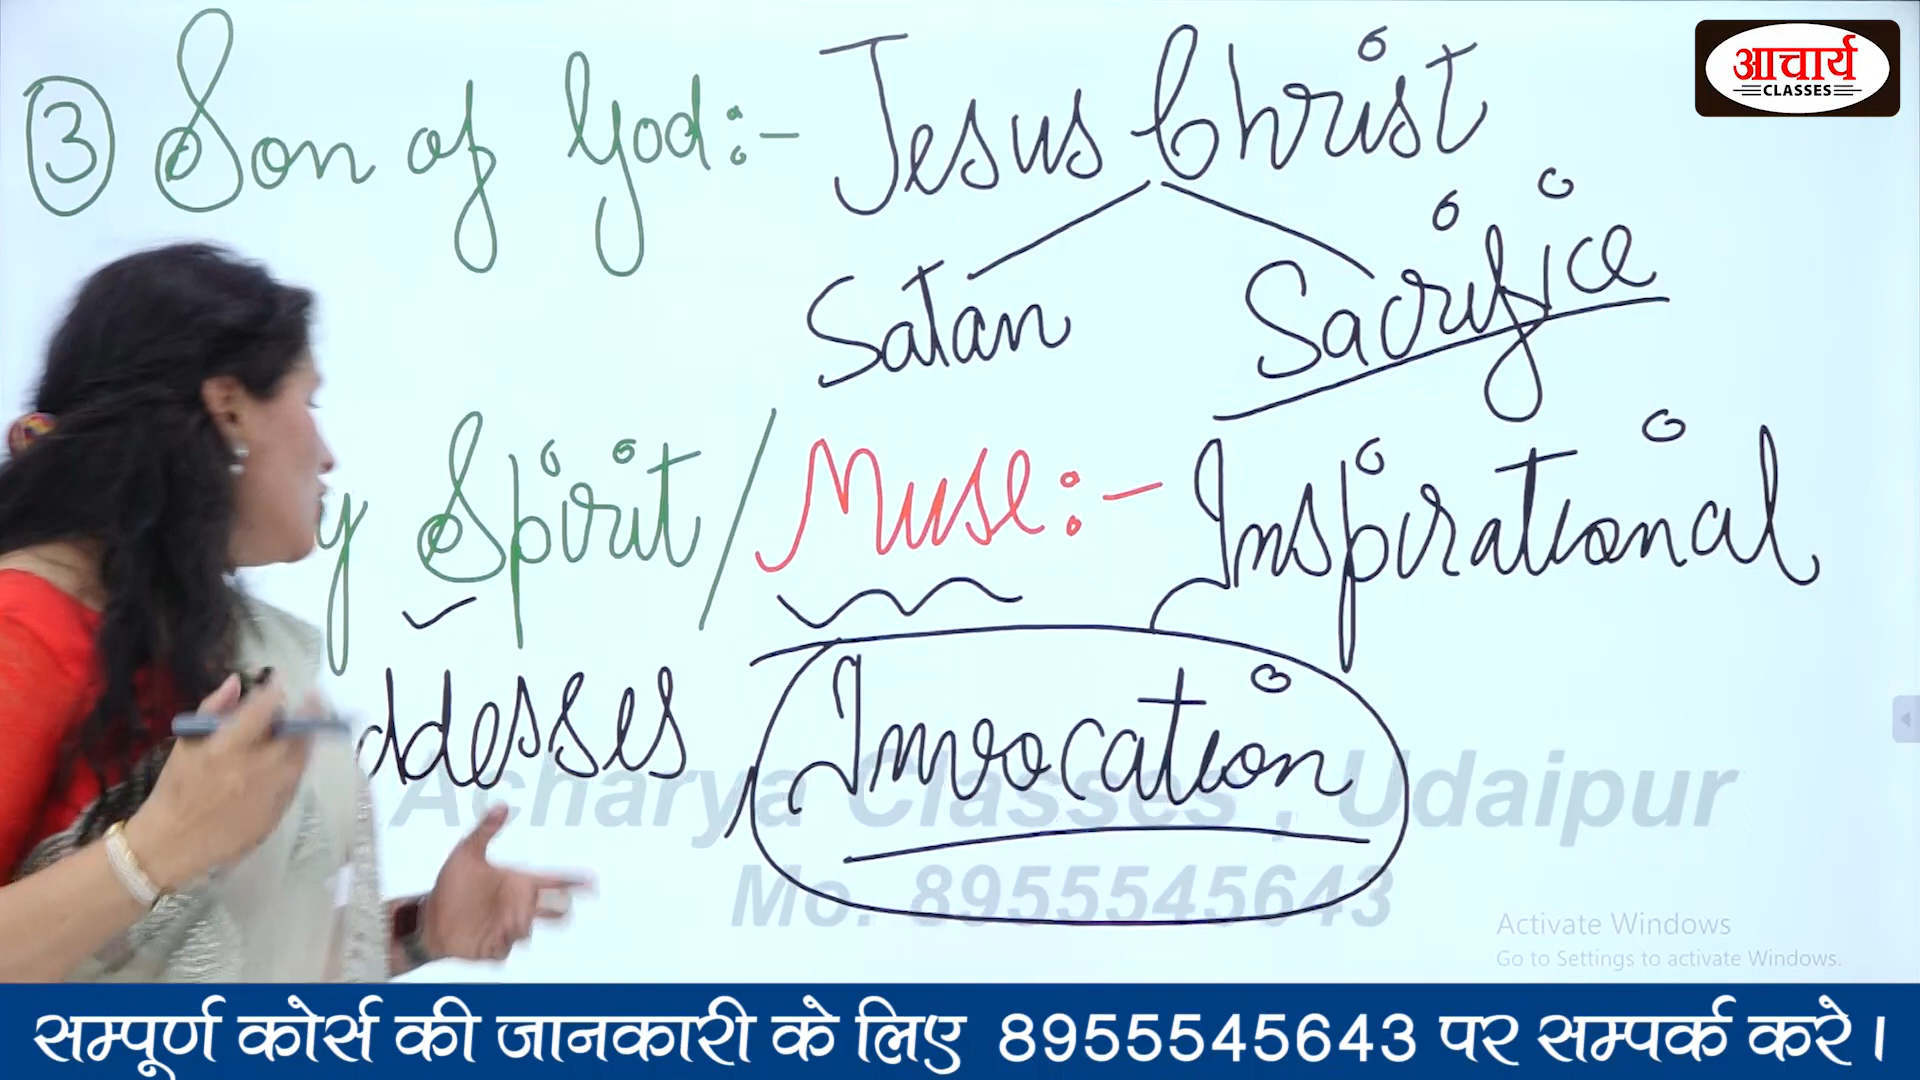 आचार्य
CLASSES
③ Son of God :- Jesus Christ
Satan Sacrifice
Spirit / Muse :- Inspirational
Invocation
Acharya Classes , Udaipur
Mo. 8955545643
Activate Windows
Go to Settings to activate Windows.
सम्पूर्ण कोर्स की जानकारी के लिए 8955545643 पर सम्पर्क करे ।